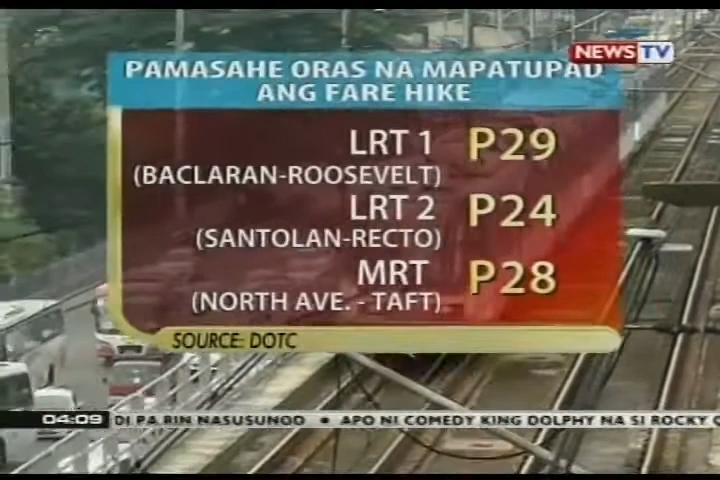 NEWSTV
PAMASAHE ORAS NA MAPATUPAD
ANG FARE HIKE
LRT 1 P29
(BACLARAN-ROOSEVELT)
LRT 2 P24
(SANTOLAN-RECTO)
MRT P28
(NORTH AVE. - TAFT)
SOURCE: DOTC
04:09 DI PA RIN NASUSUNOD • APO NI COMEDY KING DOLPHY NA SI ROCKY